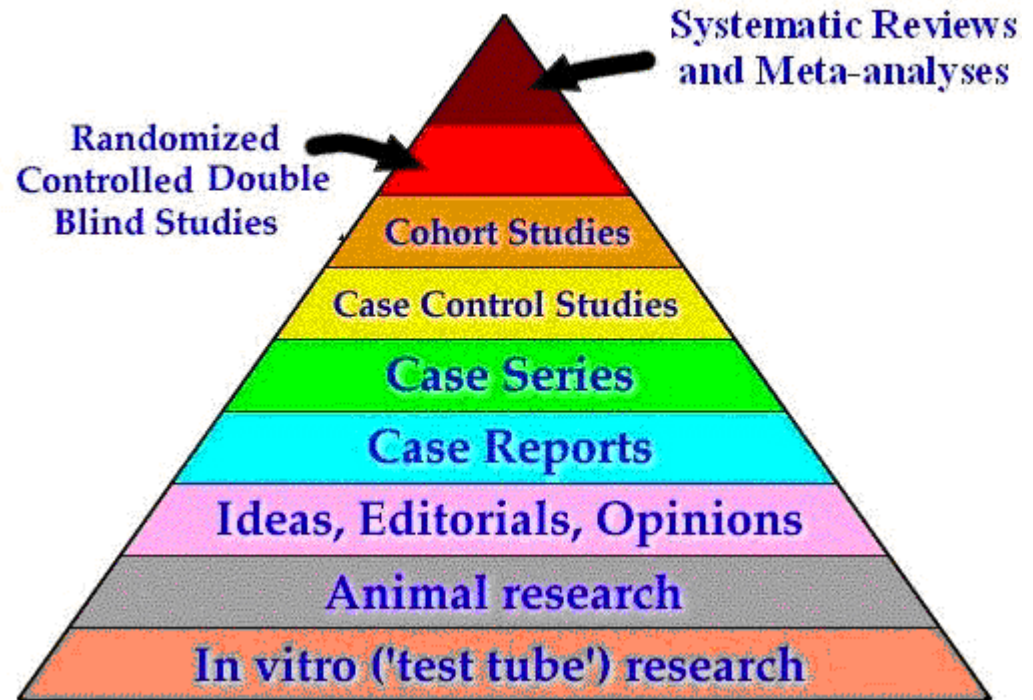 Systematic Reviews
and Meta-analyses
Randomized
Controlled Double
Blind Studies
Cohort Studies
Case Control Studies
Case Series
Case Reports
Ideas, Editorials, Opinions
Animal research
In vitro ('test tube') research